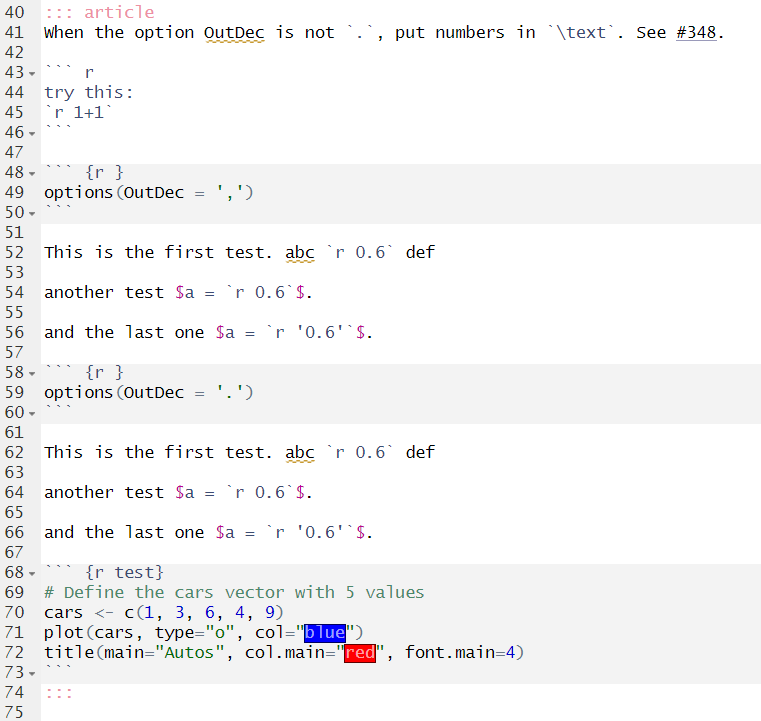 40 ::: article
41 When the option OutDec is not `.`, put numbers in `\text`. See #348.
42
43 ``` r
44 try this:
45 `r 1+1`
46 ```
47
48 ``` {r }
49 options(OutDec = ',')
50 ```
51
52 This is the first test. abc `r 0.6` def
53
54 another test $a = `r 0.6`$.
55
56 and the last one $a = `r '0.6'`$.
57
58 ``` {r }
59 options(OutDec = '.')
60 ```
61
62 This is the first test. abc `r 0.6` def
63
64 another test $a = `r 0.6`$.
65
66 and the last one $a = `r '0.6'`$.
67
68 ``` {r test}
69 # Define the cars vector with 5 values
70 cars <- c(1, 3, 6, 4, 9)
71 plot(cars, type="o", col="blue")
72 title(main="Autos", col.main="red", font.main=4)
73 ```
74 :::
75